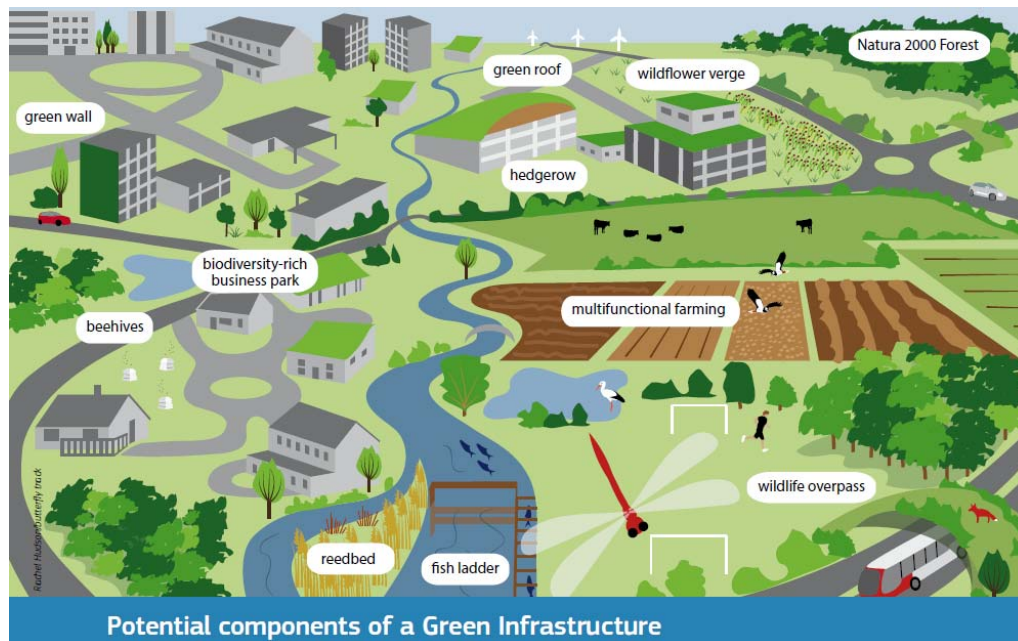 Natura 2000 Forest
green roof
wildflower verge
green wall
hedgerow
biodiversity-rich
business park
multifunctional farming
beehives
wildlife overpass
reedbed
fish ladder
Rachel Hudson/butterfly track
Potential components of a Green Infrastructure